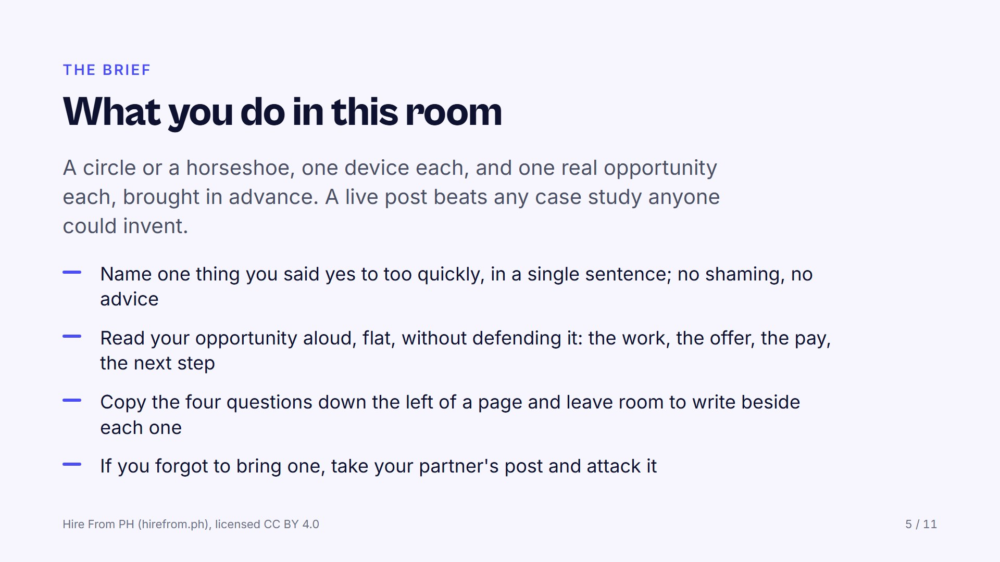 THE BRIEF
What you do in this room
A circle or a horseshoe, one device each, and one real opportunity
each, brought in advance. A live post beats any case study anyone
could invent.
Name one thing you said yes to too quickly, in a single sentence; no shaming, no
advice
Read your opportunity aloud, flat, without defending it: the work, the offer, the pay,
the next step
Copy the four questions down the left of a page and leave room to write beside
each one
If you forgot to bring one, take your partner's post and attack it
Hire From PH (hirefrom.ph), licensed CC BY 4.0
5 / 11